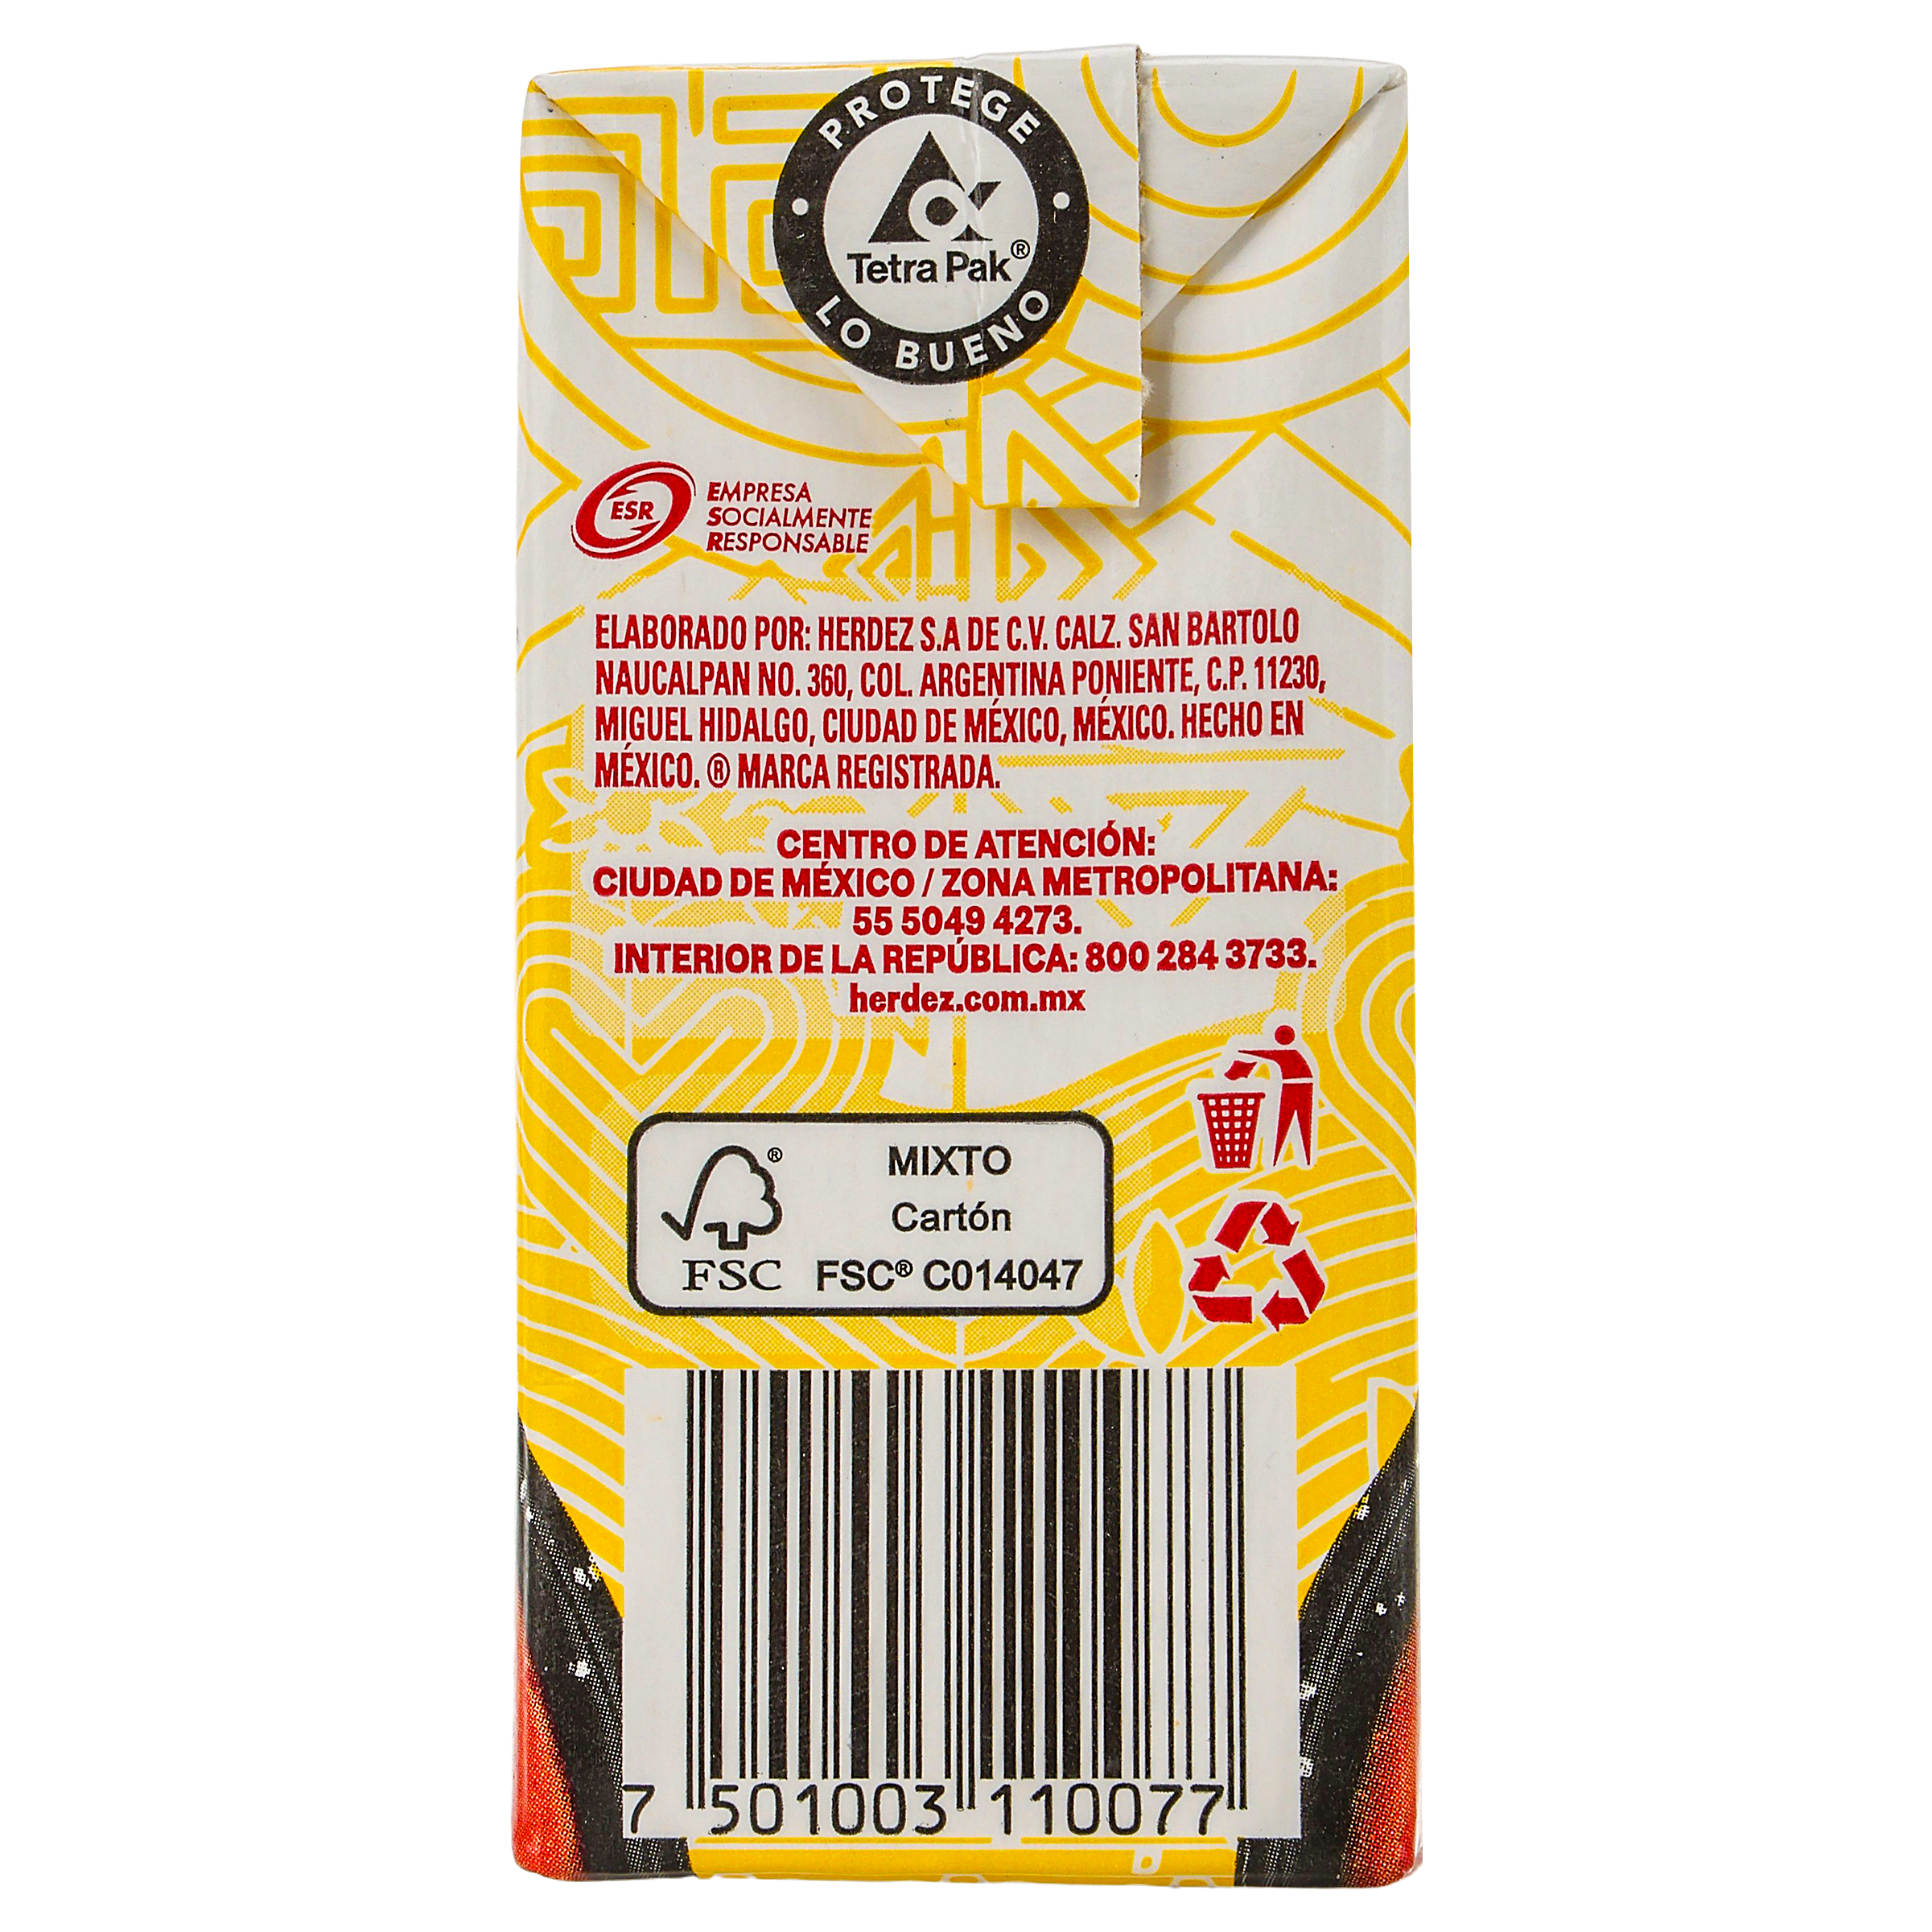 PROTEGE
Tetra Pak®
LO BUENO
ESR
EMPRESA
SOCIALMENTE
RESPONSABLE
ELABORADO POR: HERDEZ S.A DE C.V. CALZ. SAN BARTOLO
NAUCALPAN NO. 360, COL. ARGENTINA PONIENTE, C.P. 11230,
MIGUEL HIDALGO, CIUDAD DE MÉXICO, MÉXICO. HECHO EN
MÉXICO. ® MARCA REGISTRADA.
CENTRO DE ATENCIÓN:
CIUDAD DE MÉXICO / ZONA METROPOLITANA:
55 5049 4273.
INTERIOR DE LA REPÚBLICA: 800 284 3733.
herdez.com.mx
®
MIXTO
Cartón
FSC FSC® C014047
7 501003 110077